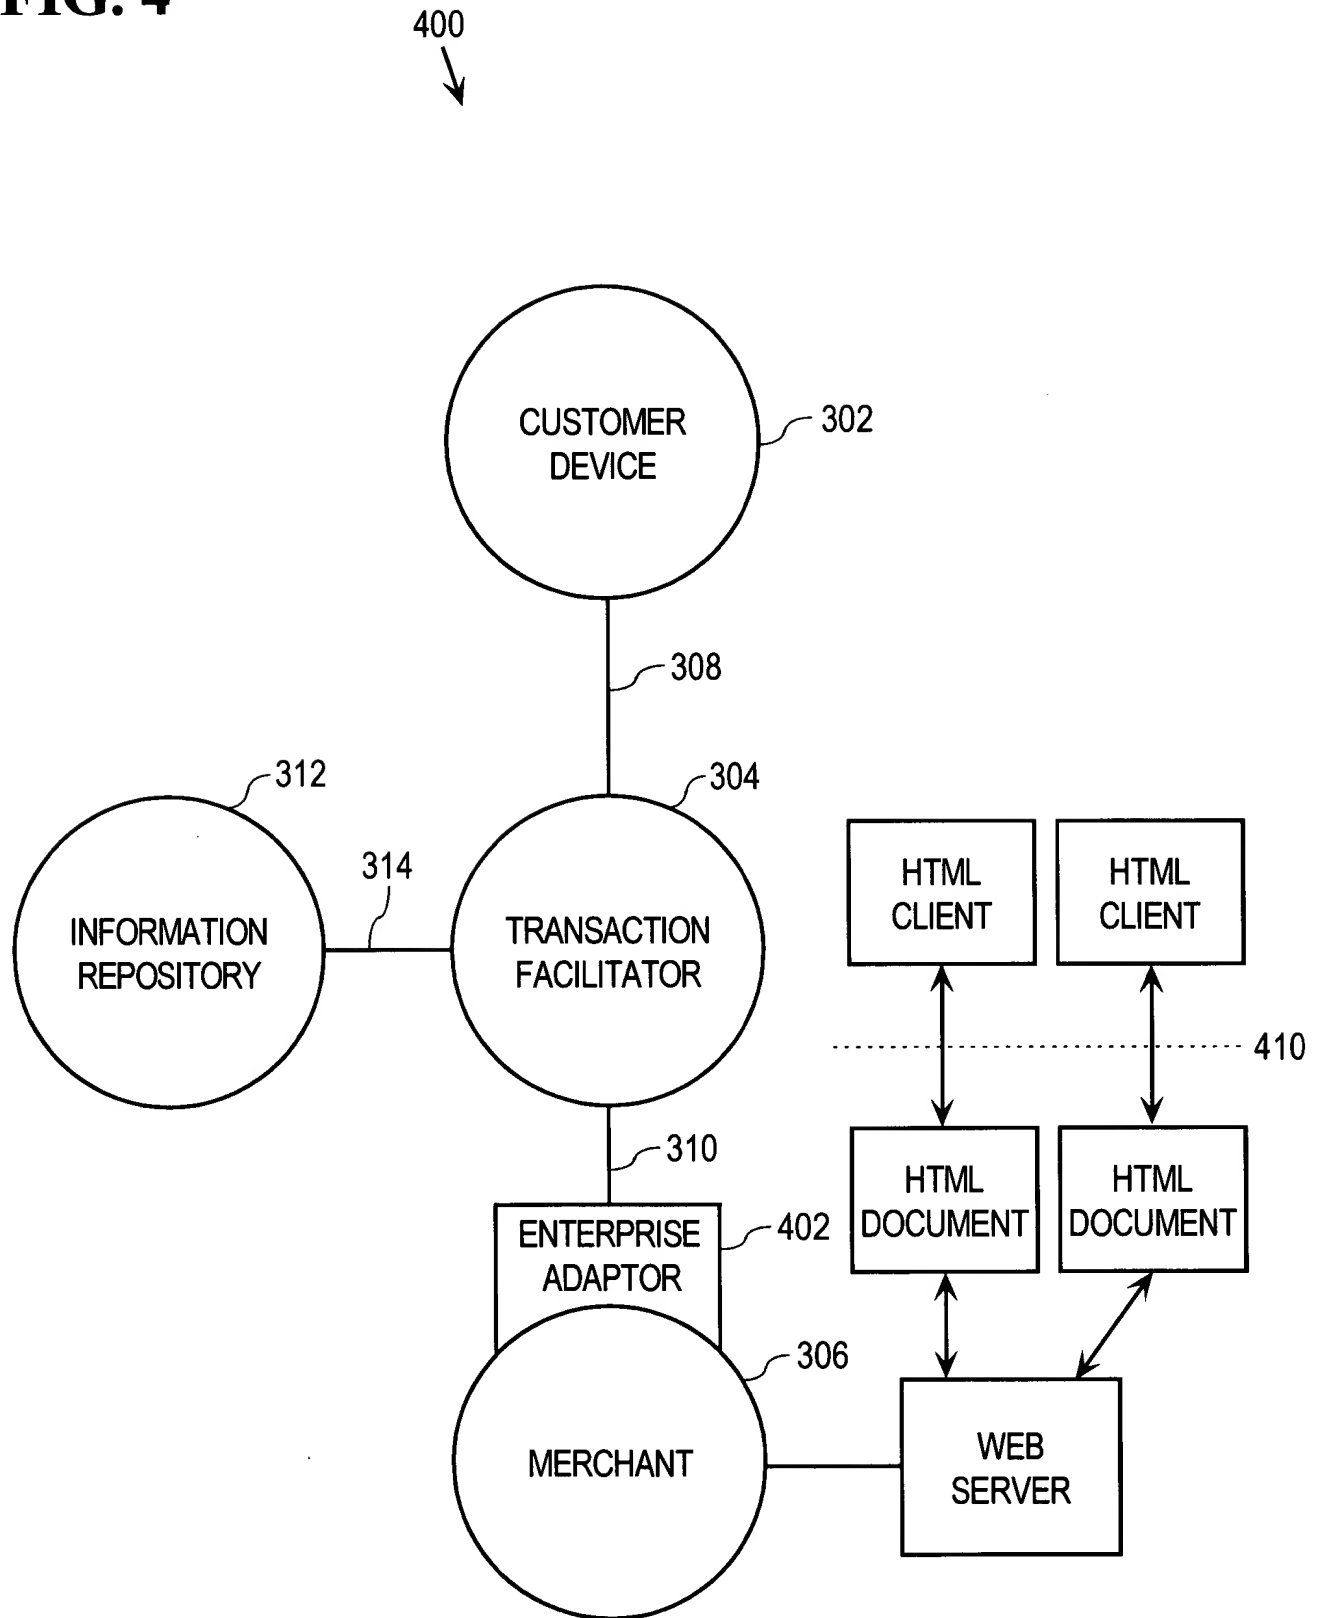 FIG. 4
400
CUSTOMER
DEVICE
302
308
312
304
314
INFORMATION
REPOSITORY
TRANSACTION
FACILITATOR
HTML
CLIENT
HTML
CLIENT
410
310
HTML
DOCUMENT
HTML
DOCUMENT
ENTERPRISE
ADAPTOR
402
306
MERCHANT
WEB
SERVER